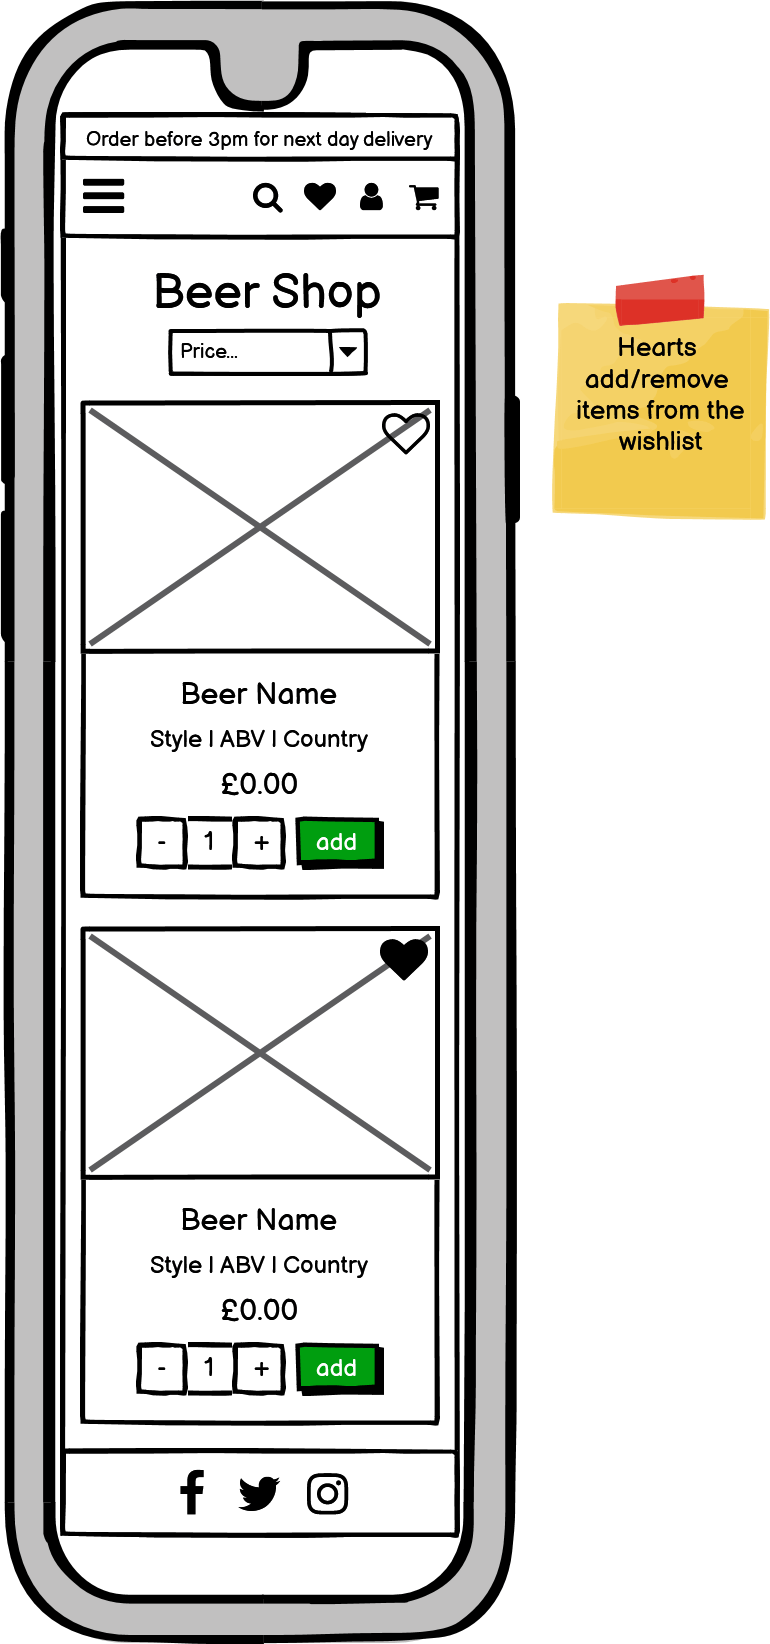 Order before 3pm for next day delivery
Beer Shop
Price...
Hearts
add/remove
items from the
wishlist
Beer Name
Style | ABV | Country
£0.00
- 1 + add
Beer Name
Style | ABV | Country
£0.00
- 1 + add